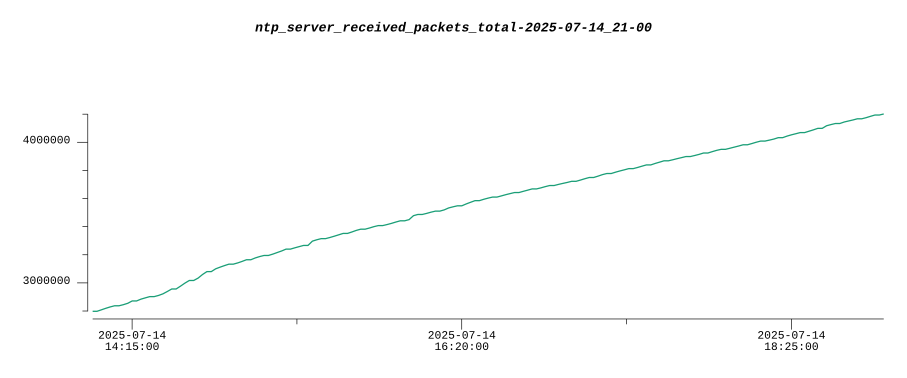 ntp_server_received_packets_total-2025-07-14_21-00
4000000
3000000
2025-07-14 2025-07-14 2025-07-14
14:15:00 16:20:00 18:25:00